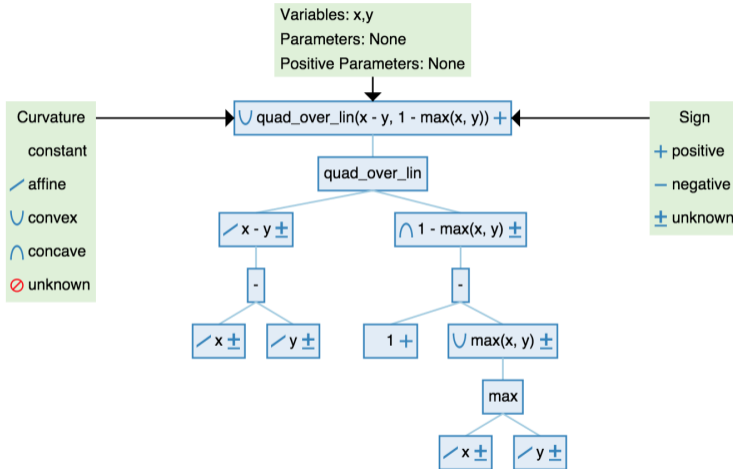 Variables: x,y
Parameters: None
Positive Parameters: None
Curvature
constant
affine
convex
concave
unknown
quad_over_lin(x - y, 1 - max(x, y)) +
Sign
+ positive
- negative
± unknown
quad_over_lin
x - y ±
1 - max(x, y) ±
-
-
x ±
y ±
1 +
max(x, y) ±
max
x ±
y ±